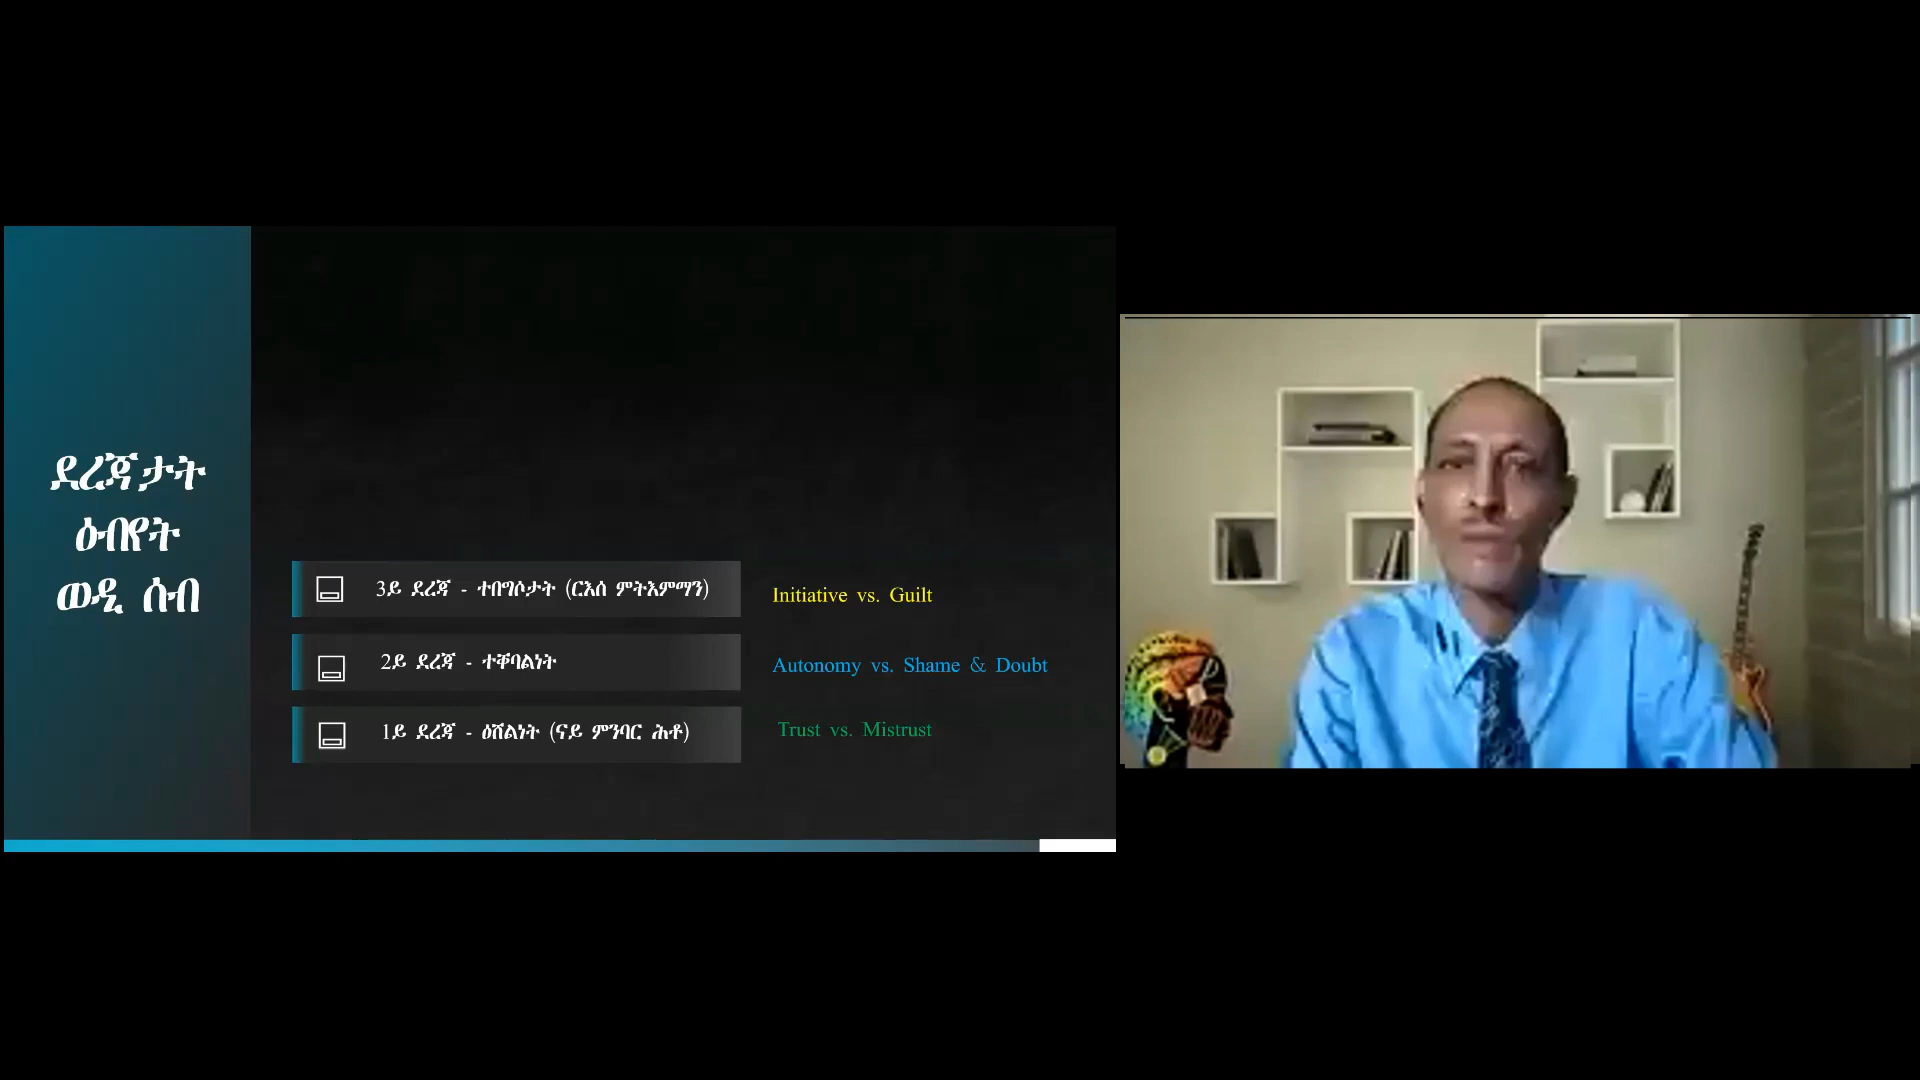 ደረጃታት
ዕብየት
ወዲ ሰብ
3ይ ደረጃ - ተበግሶታት (ርእሰ ምትእምማን)
Initiative vs. Guilt
2ይ ደረጃ - ተቐባልነት
Autonomy vs. Shame & Doubt
1ይ ደረጃ - ዕሽልነት (ናይ ምንባር ሕቶ)
Trust vs. Mistrust